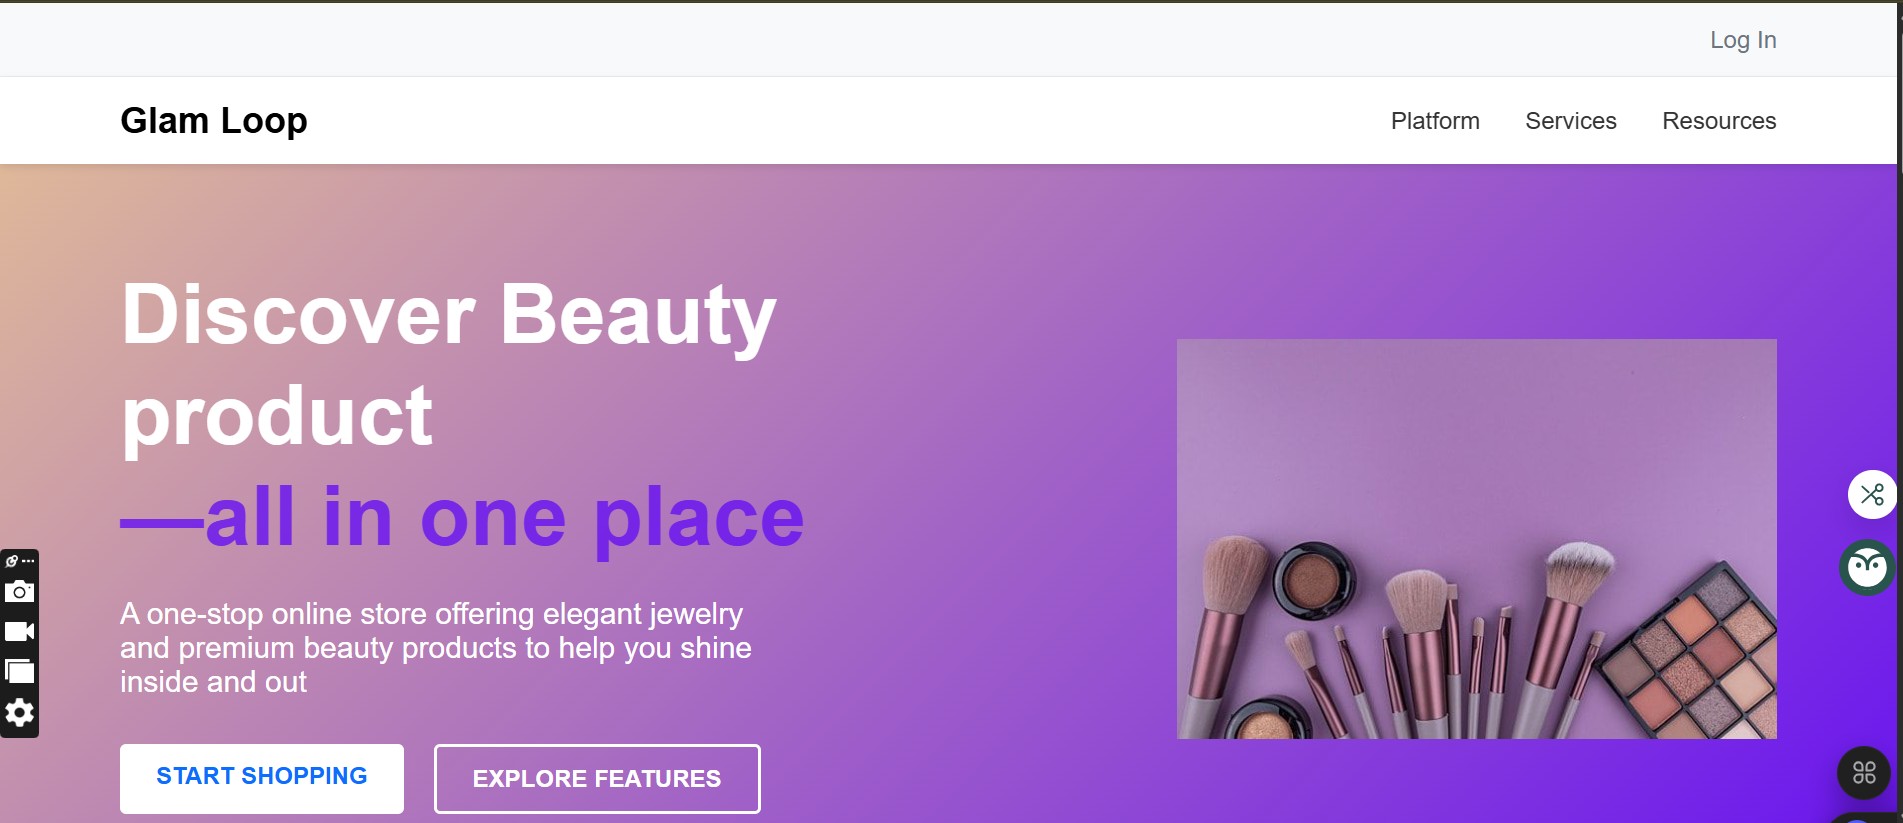 Log In
Glam Loop
Platform Services Resources
Discover Beauty
product
—all in one place
A one-stop online store offering elegant jewelry
and premium beauty products to help you shine
inside and out
START SHOPPING EXPLORE FEATURES